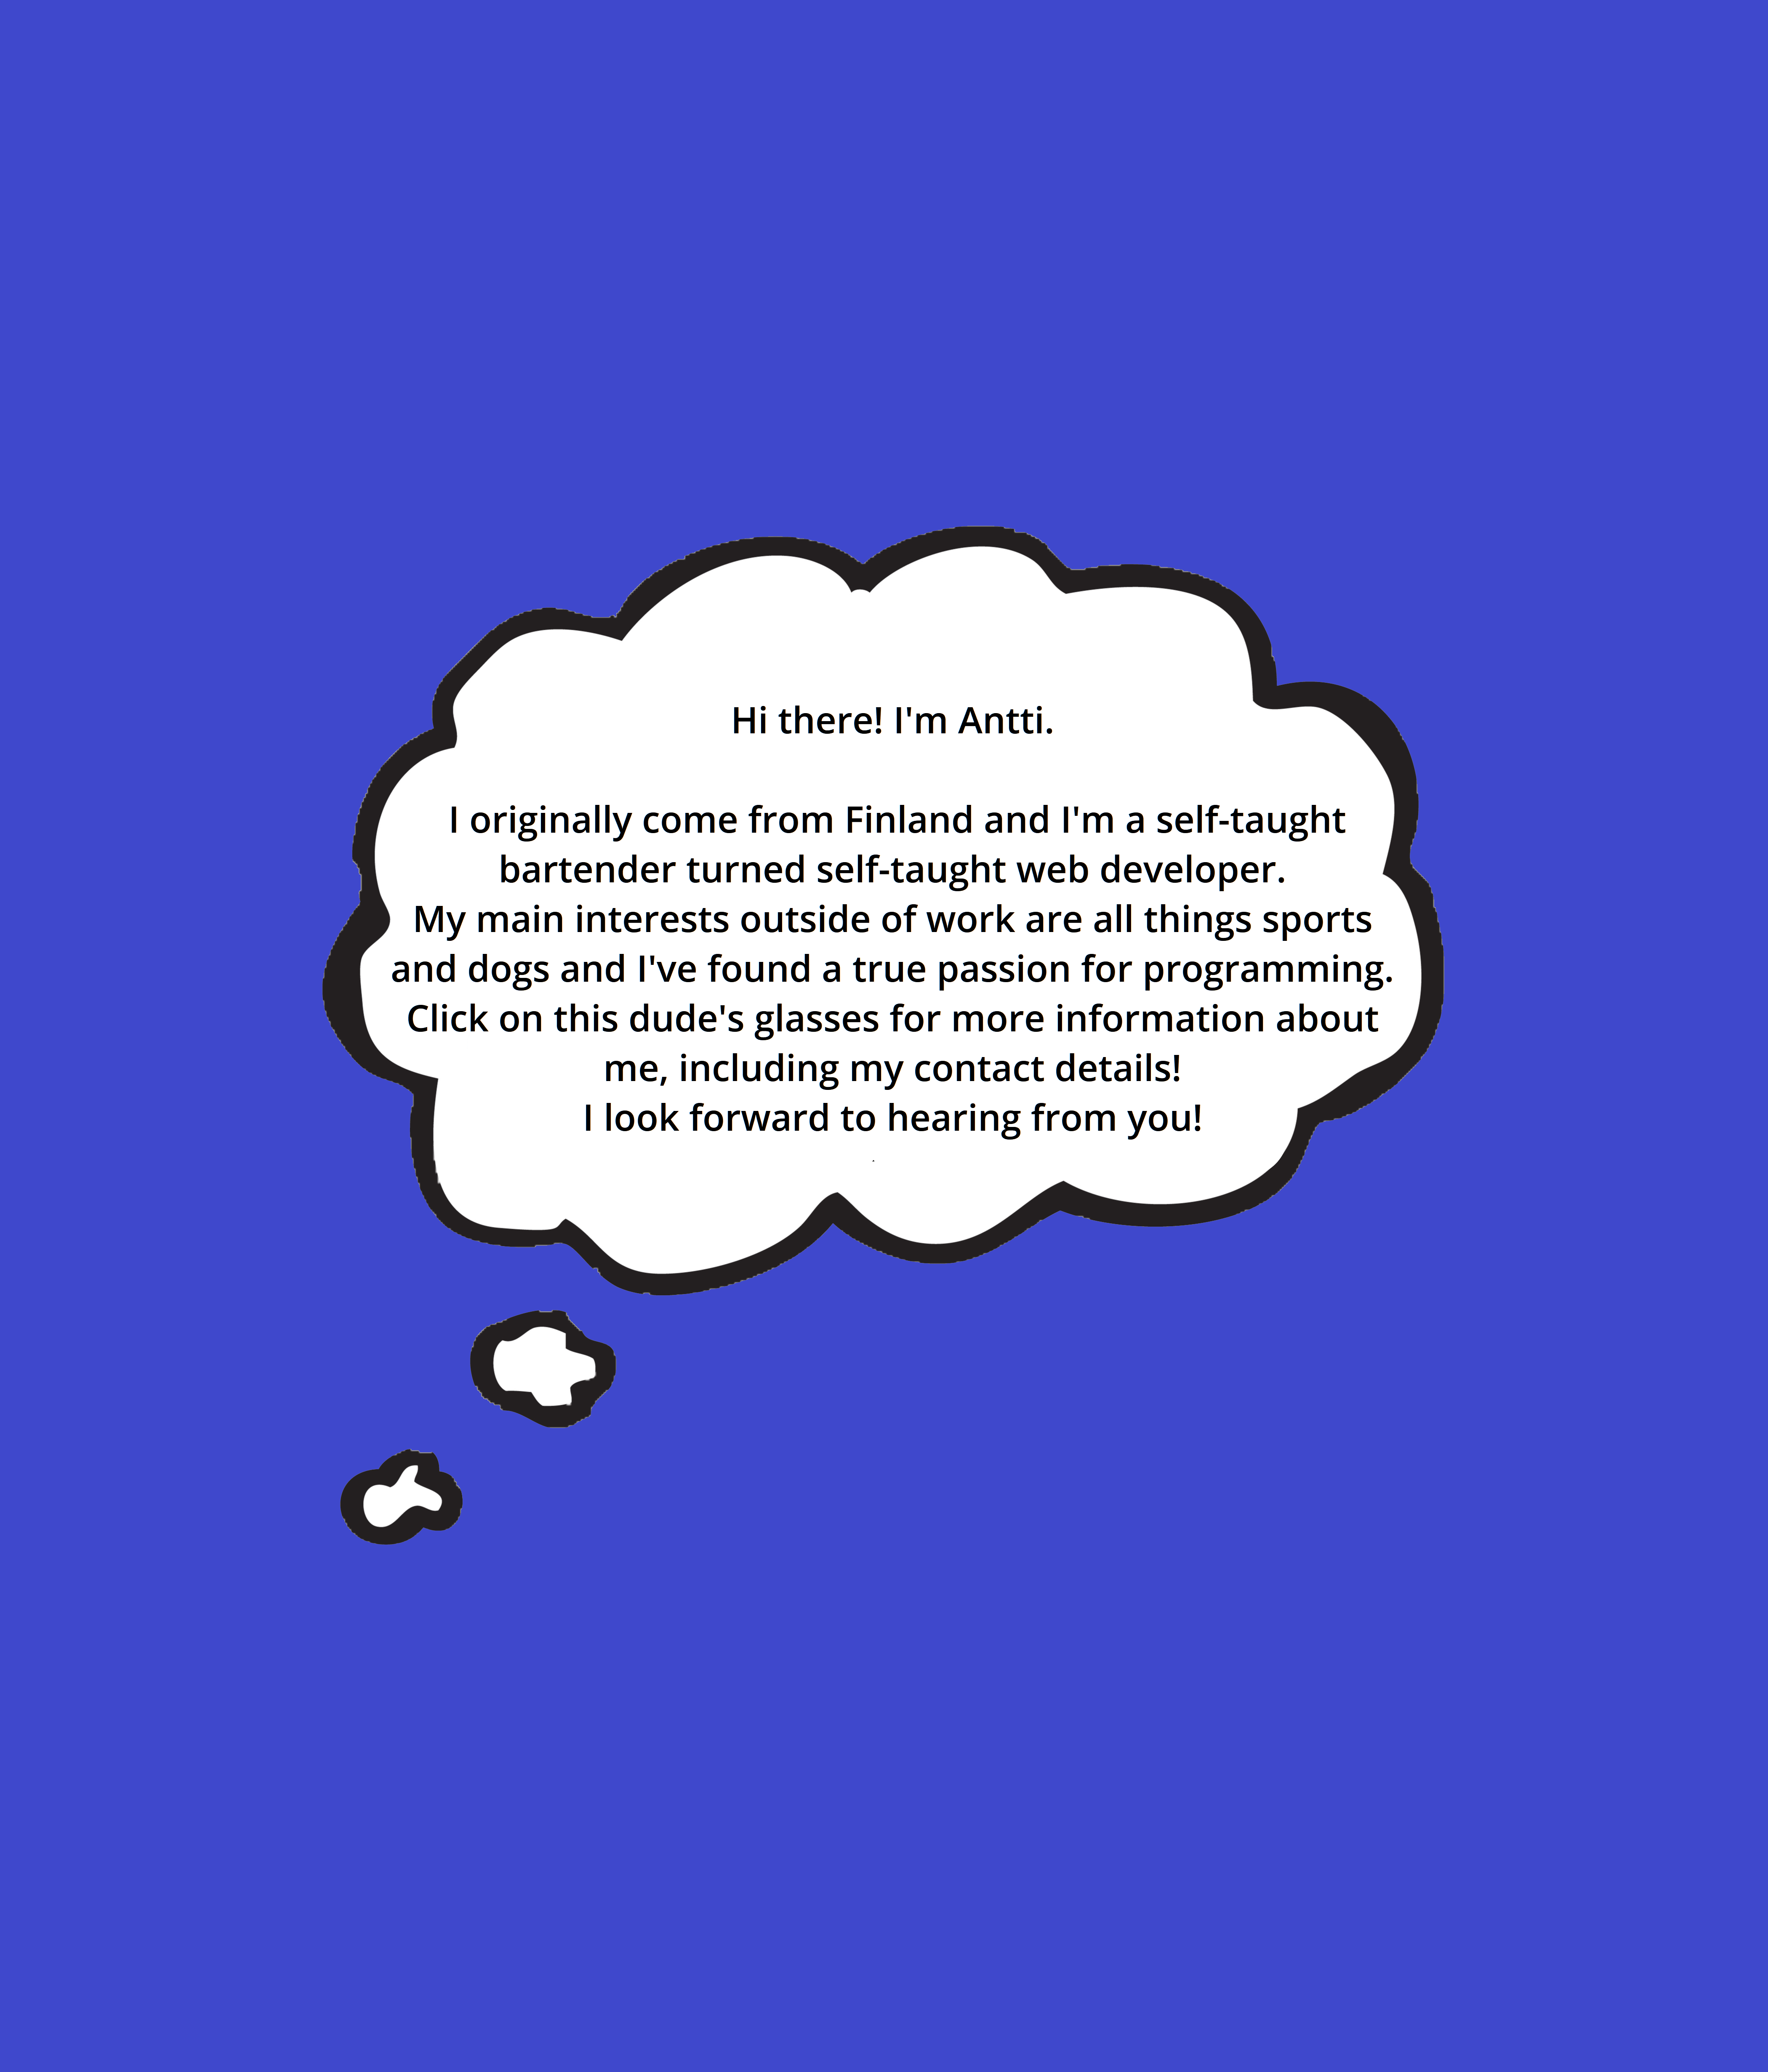 Hi there! I'm Antti.
I originally come from Finland and I'm a self-taught
bartender turned self-taught web developer.
My main interests outside of work are all things sports
and dogs and I've found a true passion for programming.
Click on this dude's glasses for more information about
me, including my contact details!
I look forward to hearing from you!